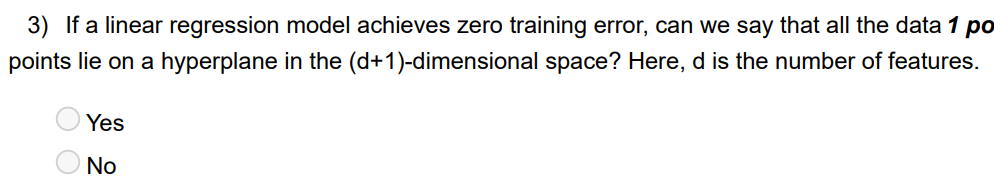 3) If a linear regression model achieves zero training error, can we say that all the data 1 po
points lie on a hyperplane in the (d+1)-dimensional space? Here, d is the number of features.
Yes
No